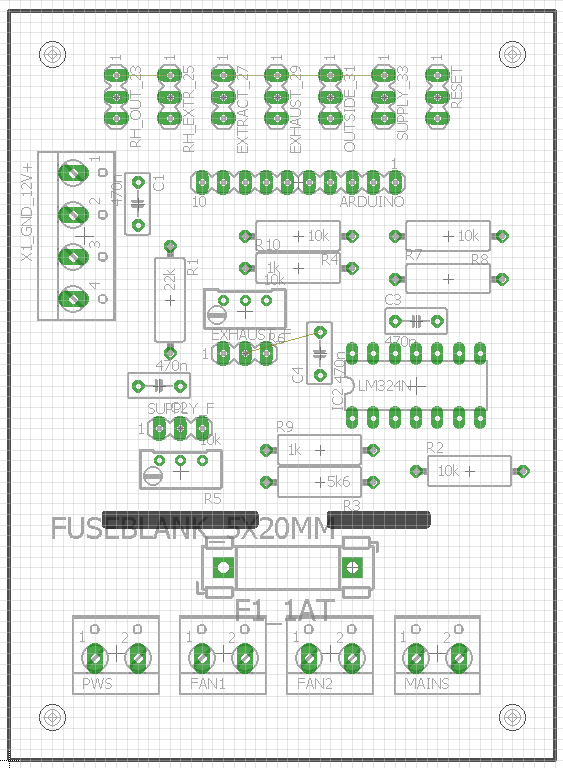 1 1 1 1 1 1 1
RH_OUT_23
RH_EXTR_25
EXTRACT_27
EXHAUST_29
OUTSIDE_31
SUPPLY_33
RESET
X1_GND_12V+
1
2
3
4
470n
C1
10
1
ARDUINO
10k
R10
10k
R7
1k
R4
R8
10k
22k
R1
EXHAUST_F
R6
1
C3
470n
C4
470n
470n
C2
IC2
LM324N
SUPPLY_F
1
10k
R5
R9
1k
5k6
R3
R2
10k
FUSEBLANK_5X20MM
F1_1AT
1 2
PWS
1 2
FAN1
1 2
FAN2
1 2
MAINS